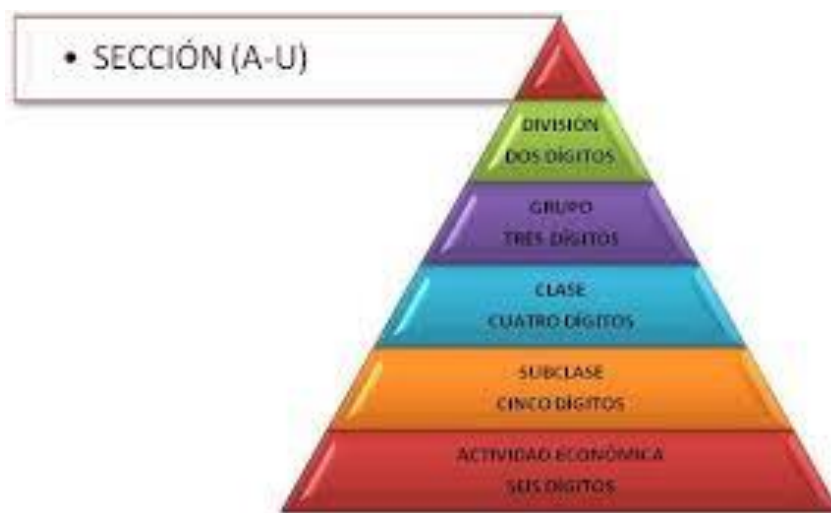 • SECCIÓN (A-U)
DIVISIÓN
DOS DÍGITOS
GRUPO
TRES DÍGITOS
CLASE
CUATRO DÍGITOS
SUBCLASE
CINCO DÍGITOS
ACTIVIDAD ECONÓMICA
SEIS DÍGITOS